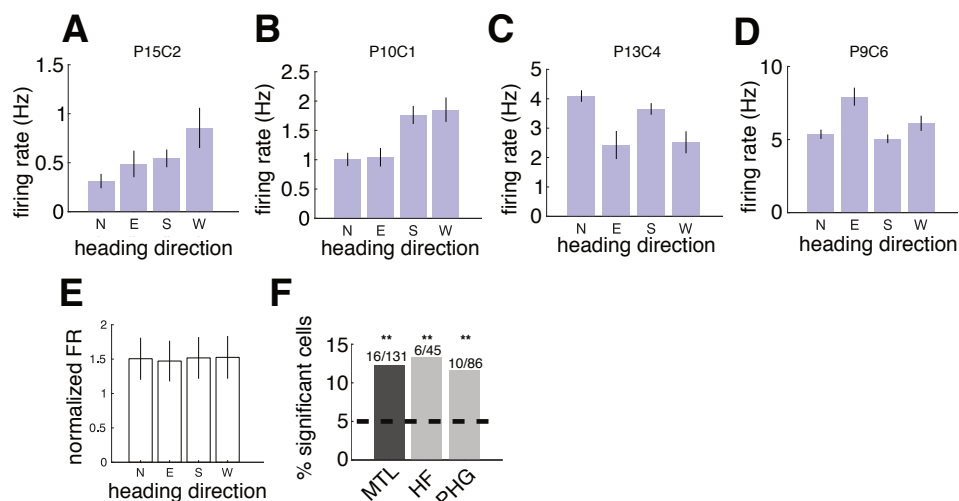 A
P15C2
firing rate (Hz)
1.5
1
0.5
0
N E S W
heading direction
B
P10C1
firing rate (Hz)
2.5
2
1.5
1
0.5
0
N E S W
heading direction
C
P13C4
firing rate (Hz)
5
4
3
2
1
0
N E S W
heading direction
D
P9C6
firing rate (Hz)
10
5
0
N E S W
heading direction
E
normalized FR
2
1.5
1
0.5
0
N E S W
heading direction
F
% significant cells
15
10
5
0
** ** **
16/131 6/45 10/86
MTL HF PHG